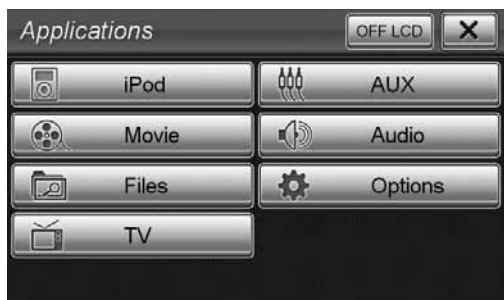 Applications
OFF LCD
iPod
AUX
Movie
Audio
Files
Options
TV